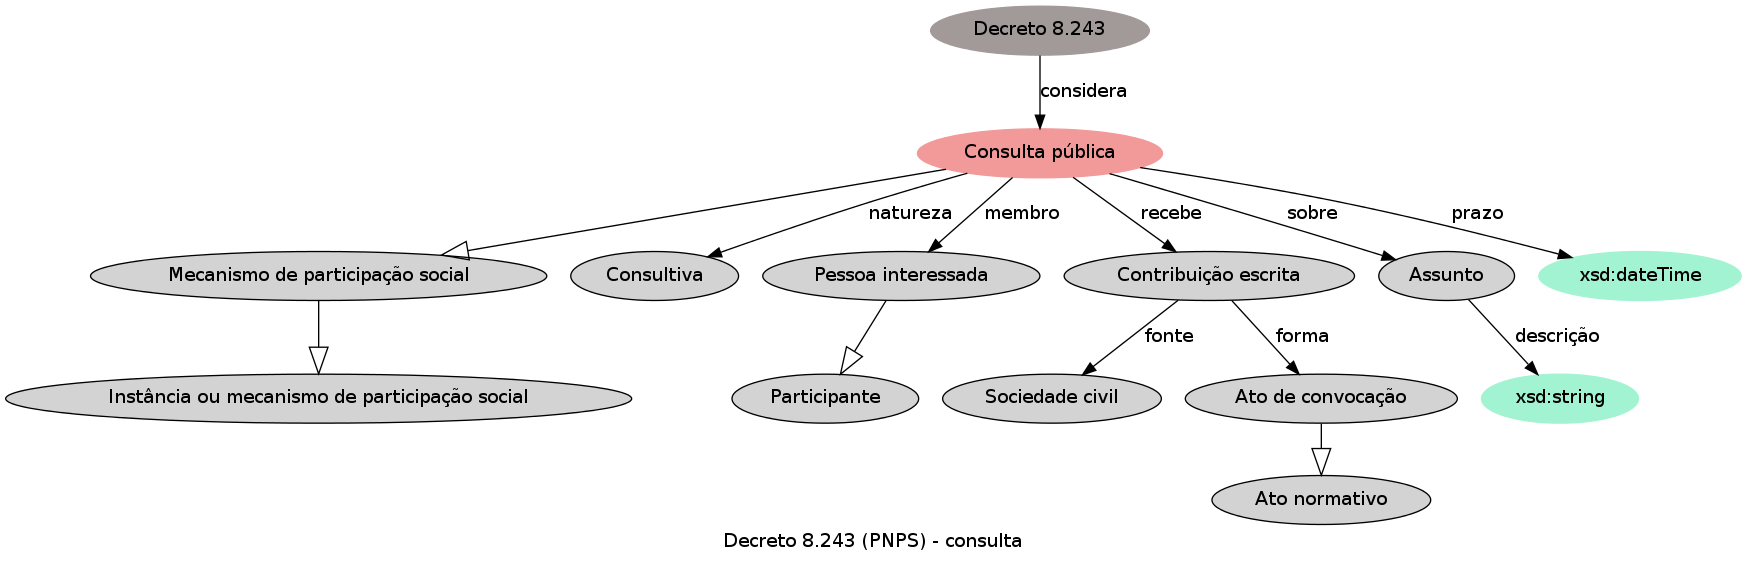 Decreto 8.243
considera
Consulta pública
natureza
membro
recebe
sobre
prazo
Mecanismo de participação social
Consultiva
Pessoa interessada
Contribuição escrita
Assunto
xsd:dateTime
fonte
forma
descrição
Instância ou mecanismo de participação social
Participante
Sociedade civil
Ato de convocação
xsd:string
Ato normativo
Decreto 8.243 (PNPS) - consulta